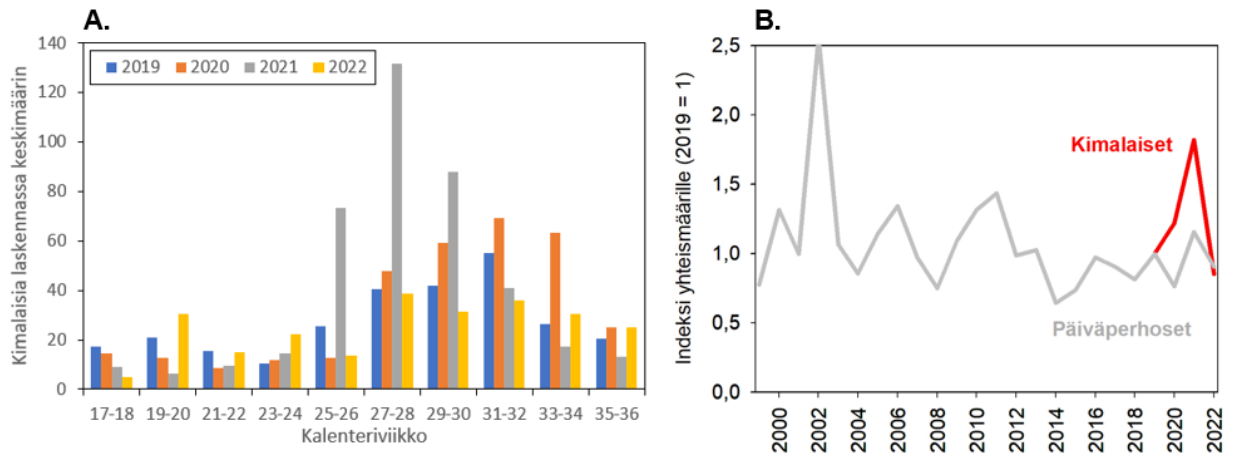 A.
Kimalaisia laskennassa keskimäärin
140
120
100
80
60
40
20
0
2019 2020 2021 2022
17-18 19-20 21-22 23-24 25-26 27-28 29-30 31-32 33-34 35-36
Kalenteriviikko
B.
Indeksi yhteismäärille (2019 = 1)
2,5
2,0
1,5
1,0
0,5
0,0
Kimalaiset
Päiväperhoset
2000 2002 2004 2006 2008 2010 2012 2014 2016 2018 2020 2022